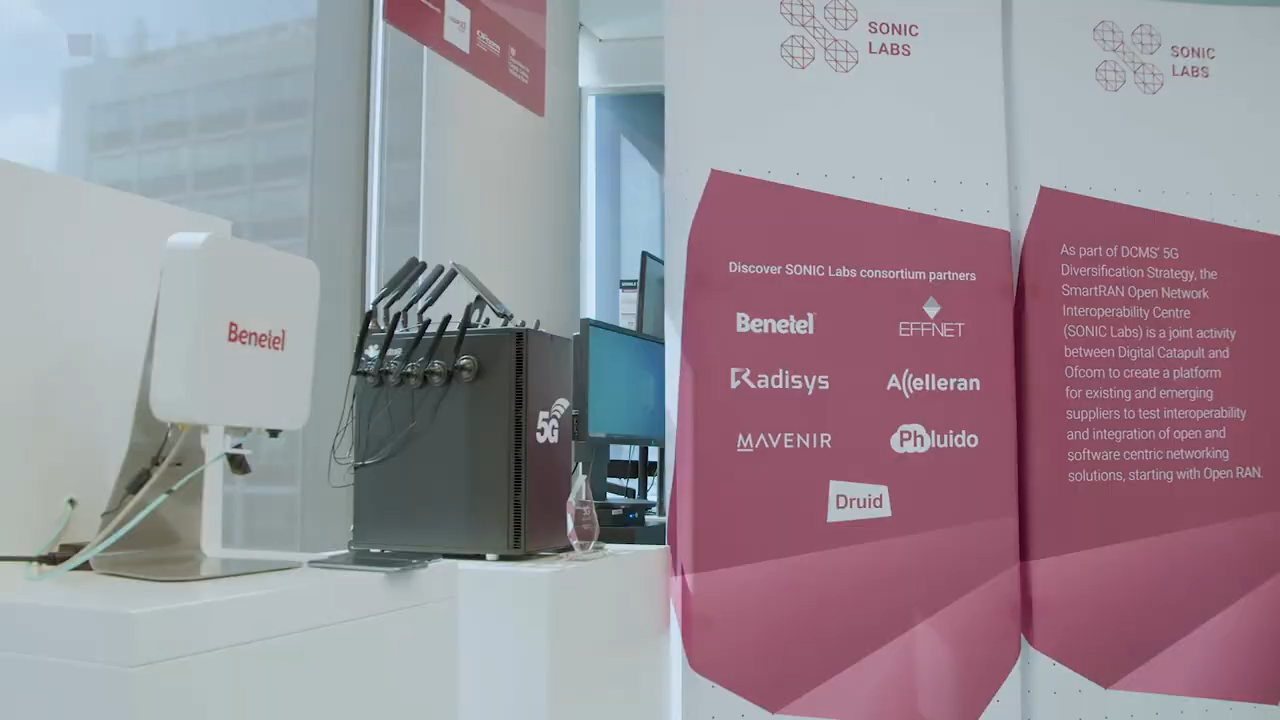 SONIC
LABS
SONIC
LABS
Benetel
5G
Discover SONIC Labs consortium partners
Benetel
EFFNET
Radisys
Accelleran
MAVENIR
Phluido
Druid
As part of DCMS' 5G
Diversification Strategy, the
SmartRAN Open Network
Interoperability Centre
(SONIC Labs) is a joint activity
between Digital Catapult and
Ofcom to create a platform
for existing and emerging
suppliers to test interoperability
and integration of open and
software centric networking
solutions, starting with Open RAN.